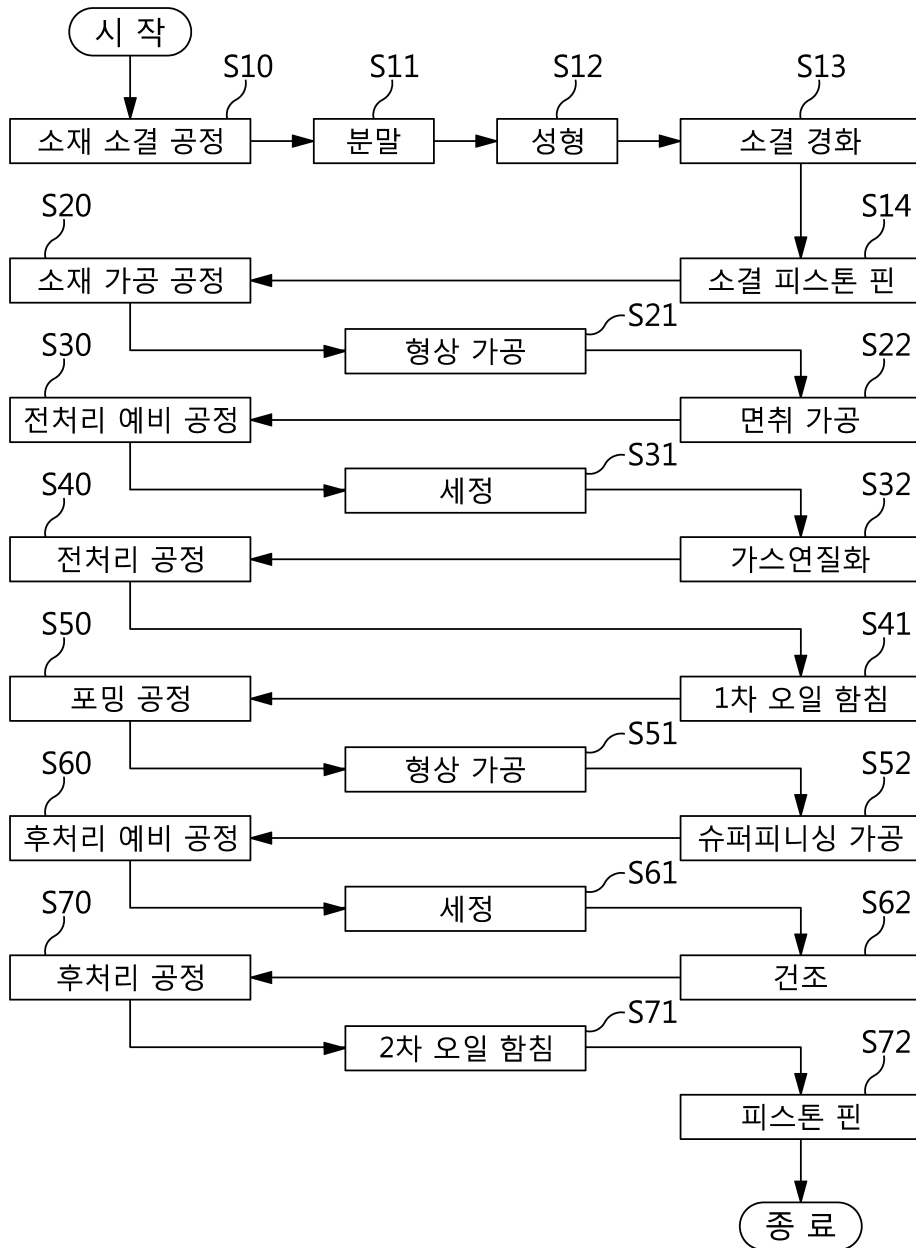 시 작
S10
S11
S12
S13
소재 소결 공정
분말
성형
소결 경화
S20
S14
소재 가공 공정
소결 피스톤 핀
S21
형상 가공
S30
S22
전처리 예비 공정
면취 가공
S31
세정
S40
S32
전처리 공정
가스연질화
S50
S41
포밍 공정
1차 오일 함침
S51
형상 가공
S60
S52
후처리 예비 공정
슈퍼피니싱 가공
S61
세정
S70
S62
후처리 공정
건조
S71
2차 오일 함침
S72
피스톤 핀
종 료